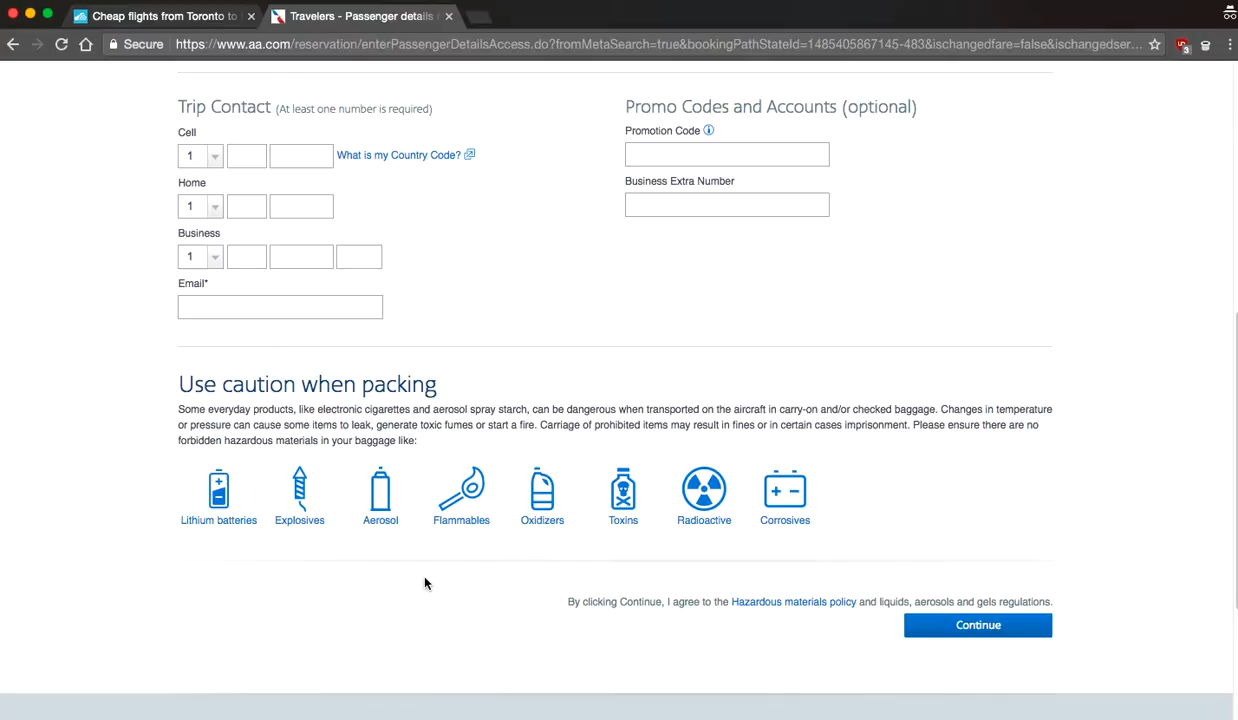 Cheap flights from Toronto to
Travelers - Passenger details
Secure https://www.aa.com/reservation/enterPassengerDetailsAccess.do?fromMetaSearch=true&bookingPathStateId=1485405867145-483&ischangedfare=false&ischangedser...
3
Trip Contact (At least one number is required)
Cell
1 What is my Country Code?
Home
1
Business
1
Email*
Promo Codes and Accounts (optional)
Promotion Code
Business Extra Number
Use caution when packing
Some everyday products, like electronic cigarettes and aerosol spray starch, can be dangerous when transported on the aircraft in carry-on and/or checked baggage. Changes in temperature
or pressure can cause some items to leak, generate toxic fumes or start a fire. Carriage of prohibited items may result in fines or in certain cases imprisonment. Please ensure there are no
forbidden hazardous materials in your baggage like:
Lithium batteries Explosives Aerosol Flammables Oxidizers Toxins Radioactive Corrosives
By clicking Continue, I agree to the Hazardous materials policy and liquids, aerosols and gels regulations.
Continue